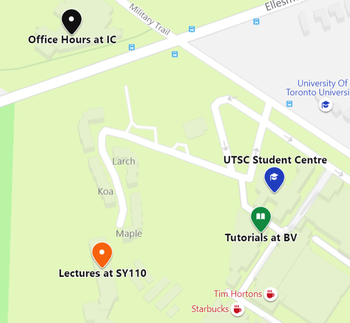 Ellesm
Military Trail
Office Hours at IC
University Of
Toronto Universi
UTSC Student Centre
Larch
Koa
Maple
Tutorials at BV
Lectures at SY110
Tim Hortons
Starbucks